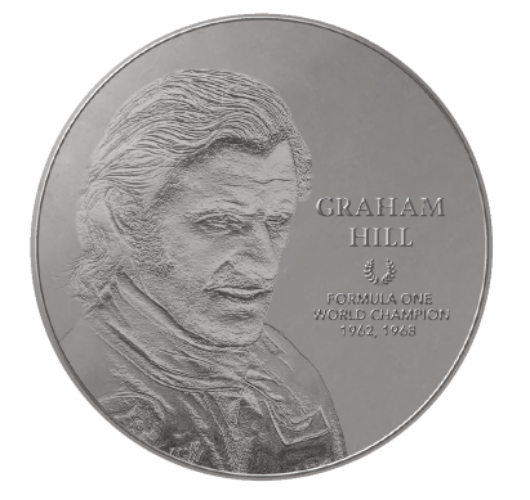 GRAHAM
HILL
FORMULA ONE
WORLD CHAMPION
1962, 1968